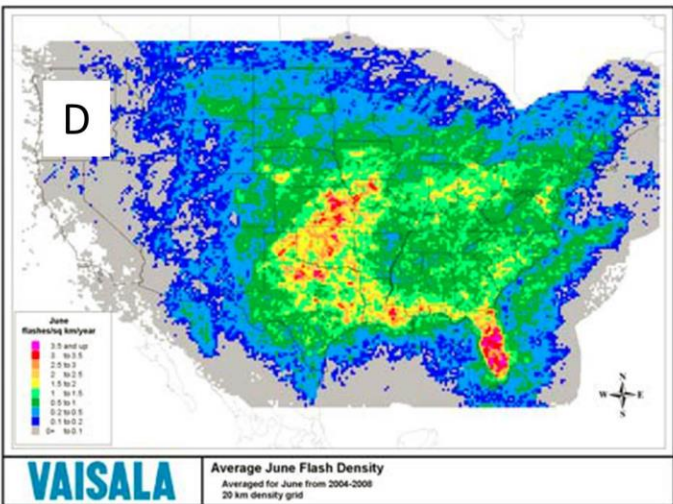 D
June
flashes/sq km/year
3.5 and up
3 to 3.5
2.5 to 3
2 to 2.5
1.5 to 2
1 to 1.5
0.5 to 1
0.2 to 0.5
0.1 to 0.2
0+ to 0.1
N
W E
S
VAISALA
Average June Flash Density
Averaged for June from 2004-2008
20 km density grid